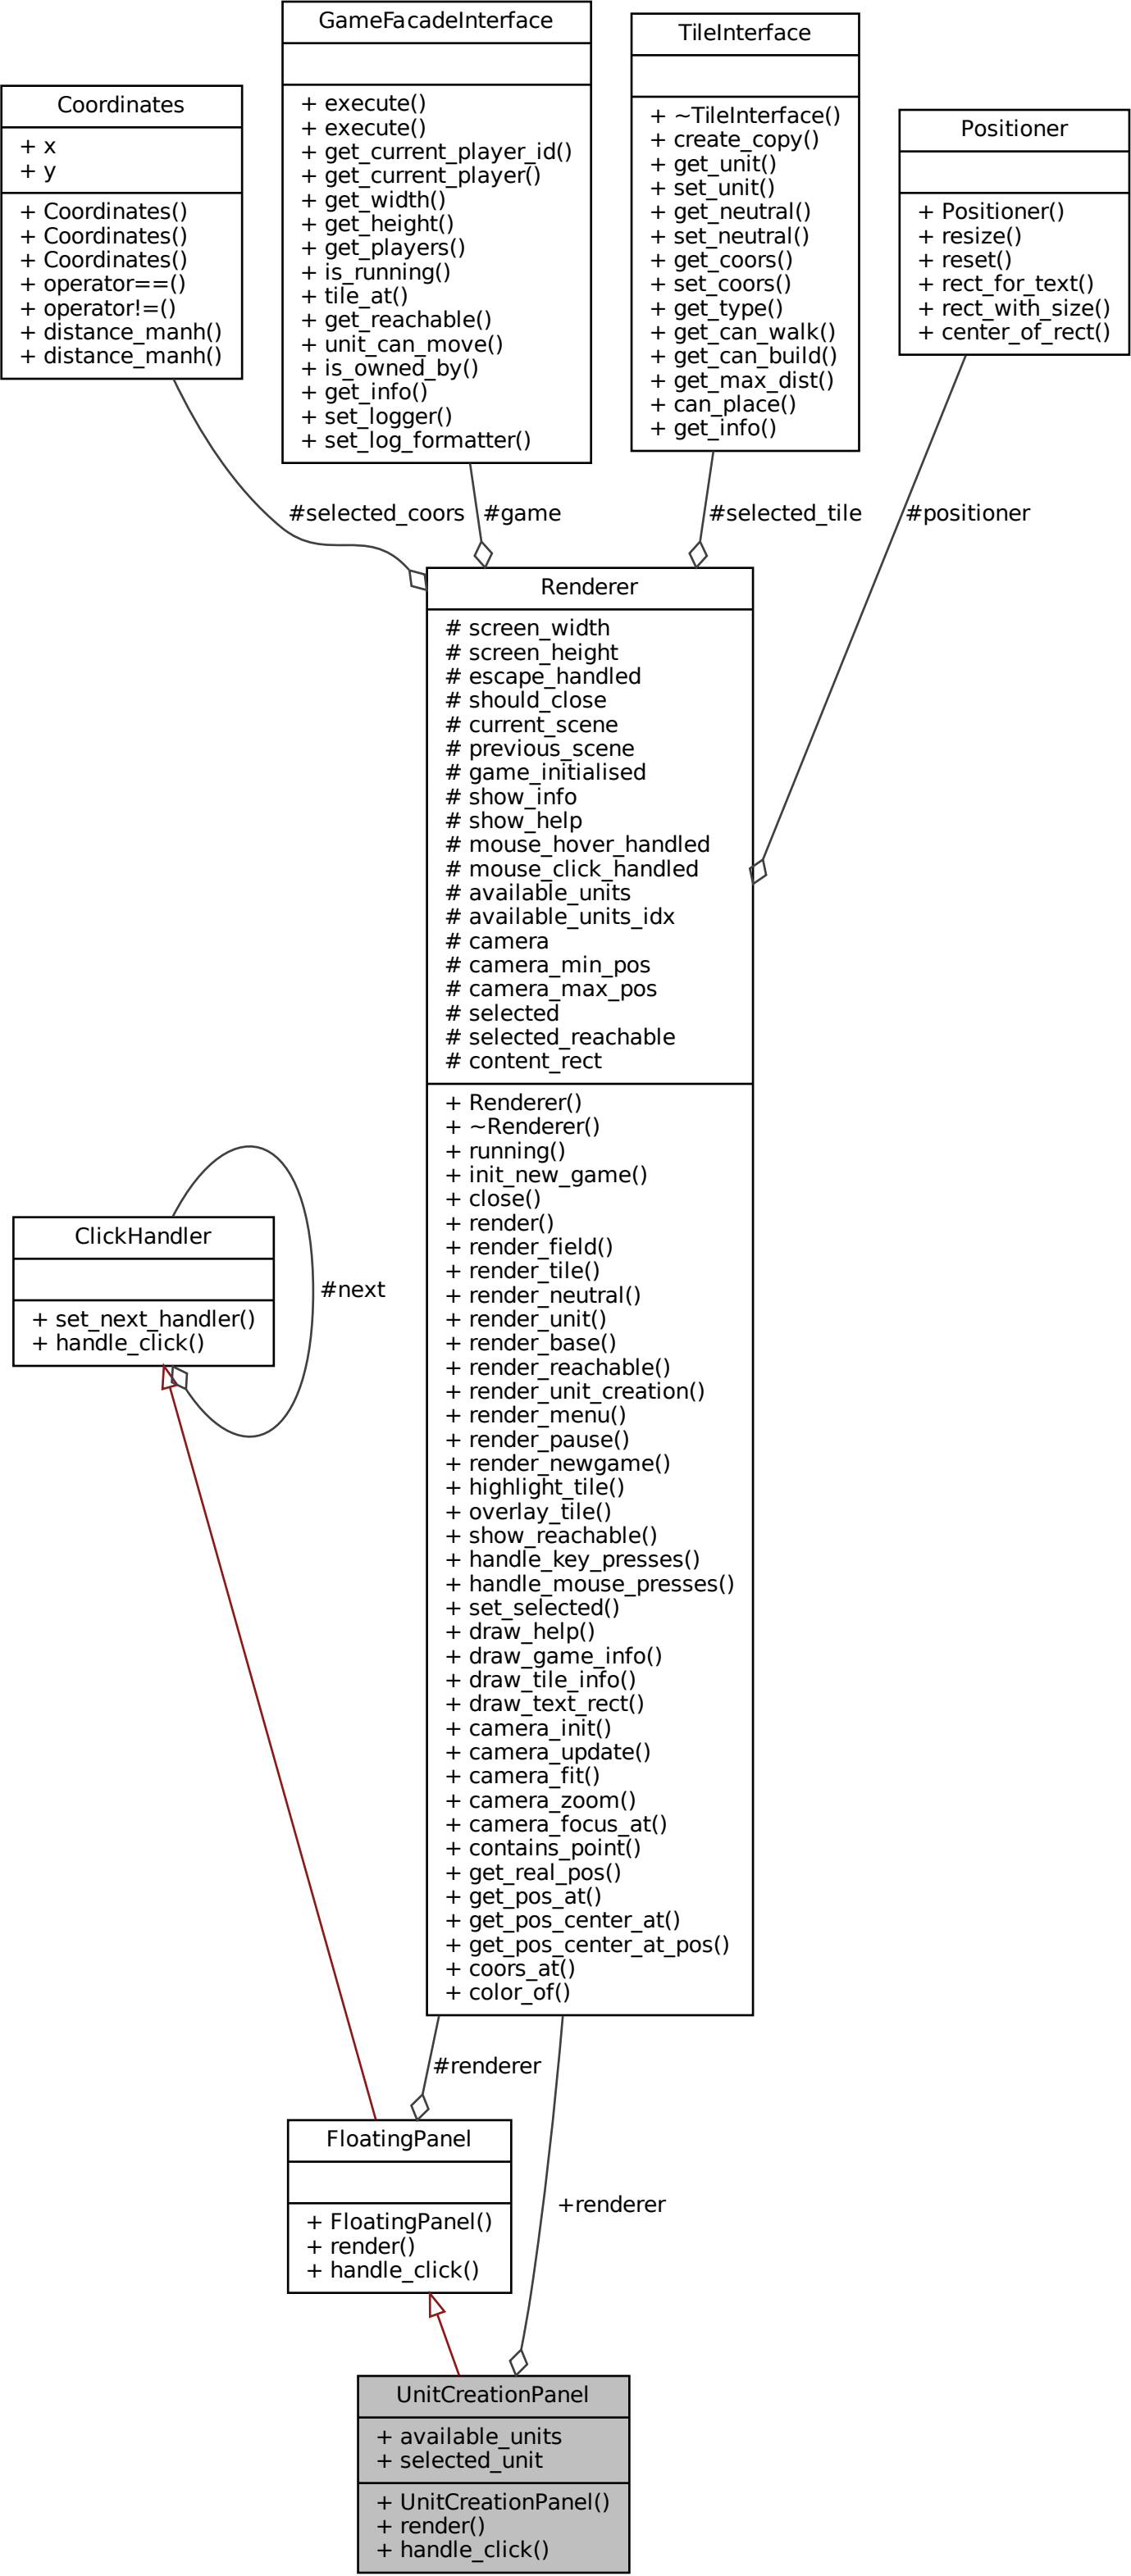 GameFacadeInterface
+ execute()
+ execute()
+ get_current_player_id()
+ get_current_player()
+ get_width()
+ get_height()
+ get_players()
+ is_running()
+ tile_at()
+ get_reachable()
+ unit_can_move()
+ is_owned_by()
+ get_info()
+ set_logger()
+ set_log_formatter()
TileInterface
+ ~TileInterface()
+ create_copy()
+ get_unit()
+ set_unit()
+ get_neutral()
+ set_neutral()
+ get_coors()
+ set_coors()
+ get_type()
+ get_can_walk()
+ get_can_build()
+ get_max_dist()
+ can_place()
+ get_info()
Coordinates
+ x
+ y
+ Coordinates()
+ Coordinates()
+ Coordinates()
+ operator==()
+ operator!=()
+ distance_manh()
+ distance_manh()
Positioner
+ Positioner()
+ resize()
+ reset()
+ rect_for_text()
+ rect_with_size()
+ center_of_rect()
#selected_coors
#game
#selected_tile
#positioner
Renderer
# screen_width
# screen_height
# escape_handled
# should_close
# current_scene
# previous_scene
# game_initialised
# show_info
# show_help
# mouse_hover_handled
# mouse_click_handled
# available_units
# available_units_idx
# camera
# camera_min_pos
# camera_max_pos
# selected
# selected_reachable
# content_rect
+ Renderer()
+ ~Renderer()
+ running()
+ init_new_game()
+ close()
+ render()
+ render_field()
+ render_tile()
+ render_neutral()
+ render_unit()
+ render_base()
+ render_reachable()
+ render_unit_creation()
+ render_menu()
+ render_pause()
+ render_newgame()
+ highlight_tile()
+ overlay_tile()
+ show_reachable()
+ handle_key_presses()
+ handle_mouse_presses()
+ set_selected()
+ draw_help()
+ draw_game_info()
+ draw_tile_info()
+ draw_text_rect()
+ camera_init()
+ camera_update()
+ camera_fit()
+ camera_zoom()
+ camera_focus_at()
+ contains_point()
+ get_real_pos()
+ get_pos_at()
+ get_pos_center_at()
+ get_pos_center_at_pos()
+ coors_at()
+ color_of()
ClickHandler
+ set_next_handler()
+ handle_click()
#next
#renderer
FloatingPanel
+ FloatingPanel()
+ render()
+ handle_click()
+renderer
UnitCreationPanel
+ available_units
+ selected_unit
+ UnitCreationPanel()
+ render()
+ handle_click()